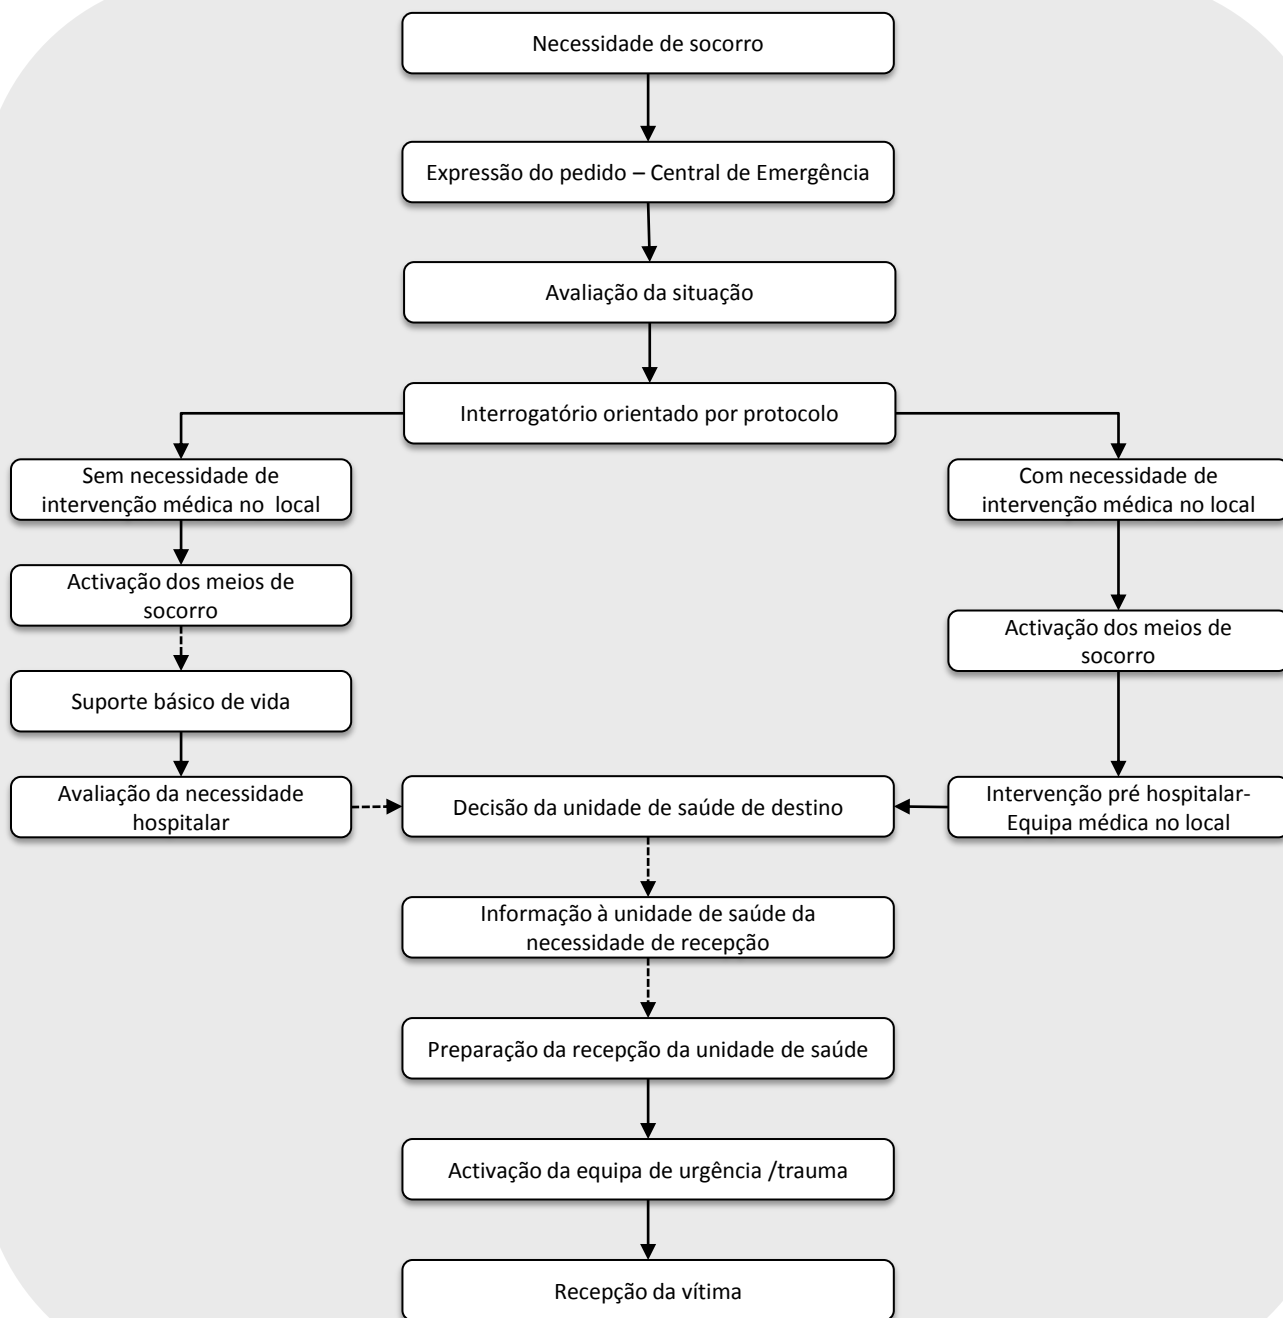 Necessidade de socorro
Expressão do pedido – Central de Emergência
Avaliação da situação
Interrogatório orientado por protocolo
Sem necessidade de
intervenção médica no local
Com necessidade de
intervenção médica no local
Activação dos meios de
socorro
Activação dos meios de
socorro
Suporte básico de vida
Avaliação da necessidade
hospitalar
Decisão da unidade de saúde de destino
Intervenção pré hospitalar-
Equipa médica no local
Informação à unidade de saúde da
necessidade de recepção
Preparação da recepção da unidade de saúde
Activação da equipa de urgência /trauma
Recepção da vítima